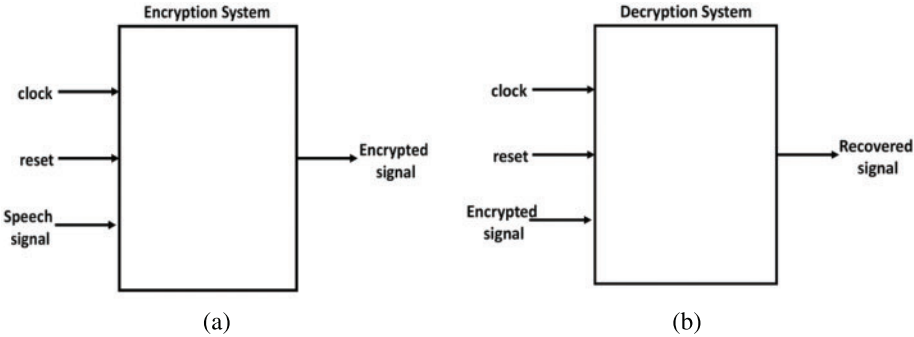 Encryption System
clock
reset
Speech
signal
Encrypted
signal
(a)
Decryption System
clock
reset
Encrypted
signal
Recovered
signal
(b)